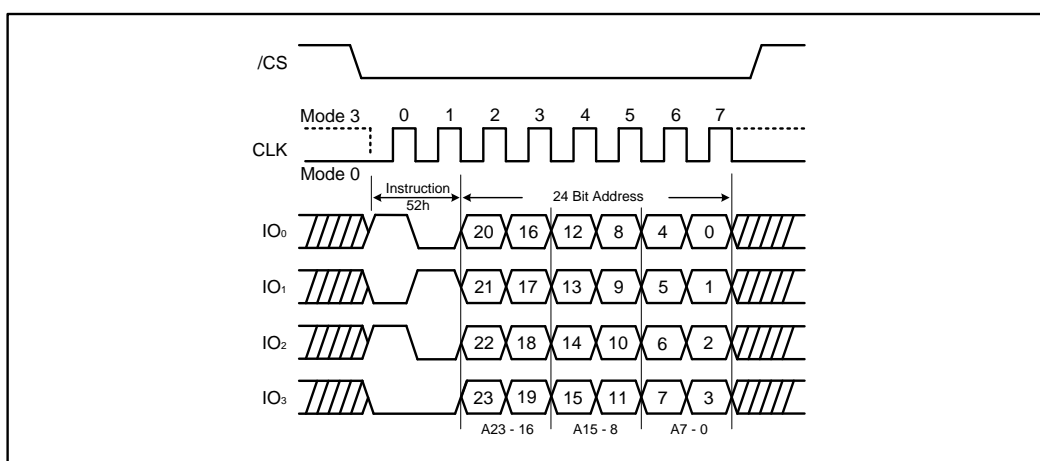 /CS
Mode 3 0 1 2 3 4 5 6 7
CLK
Mode 0
Instruction
52h
24 Bit Address
IO₀ 20 16 12 8 4 0
IO₁ 21 17 13 9 5 1
IO₂ 22 18 14 10 6 2
IO₃ 23 19 15 11 7 3
A23 - 16 A15 - 8 A7 - 0